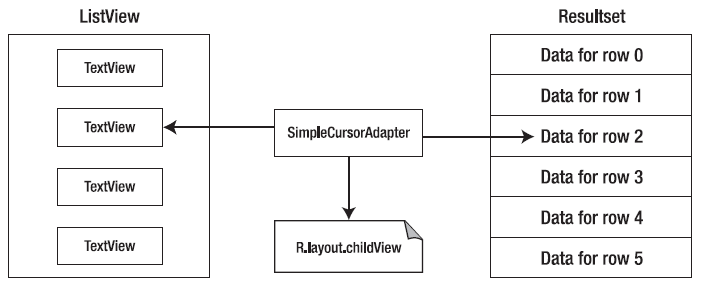 ListView
Resultset
TextView
TextView
TextView
TextView
SimpleCursorAdapter
R.layout.childView
Data for row 0
Data for row 1
Data for row 2
Data for row 3
Data for row 4
Data for row 5